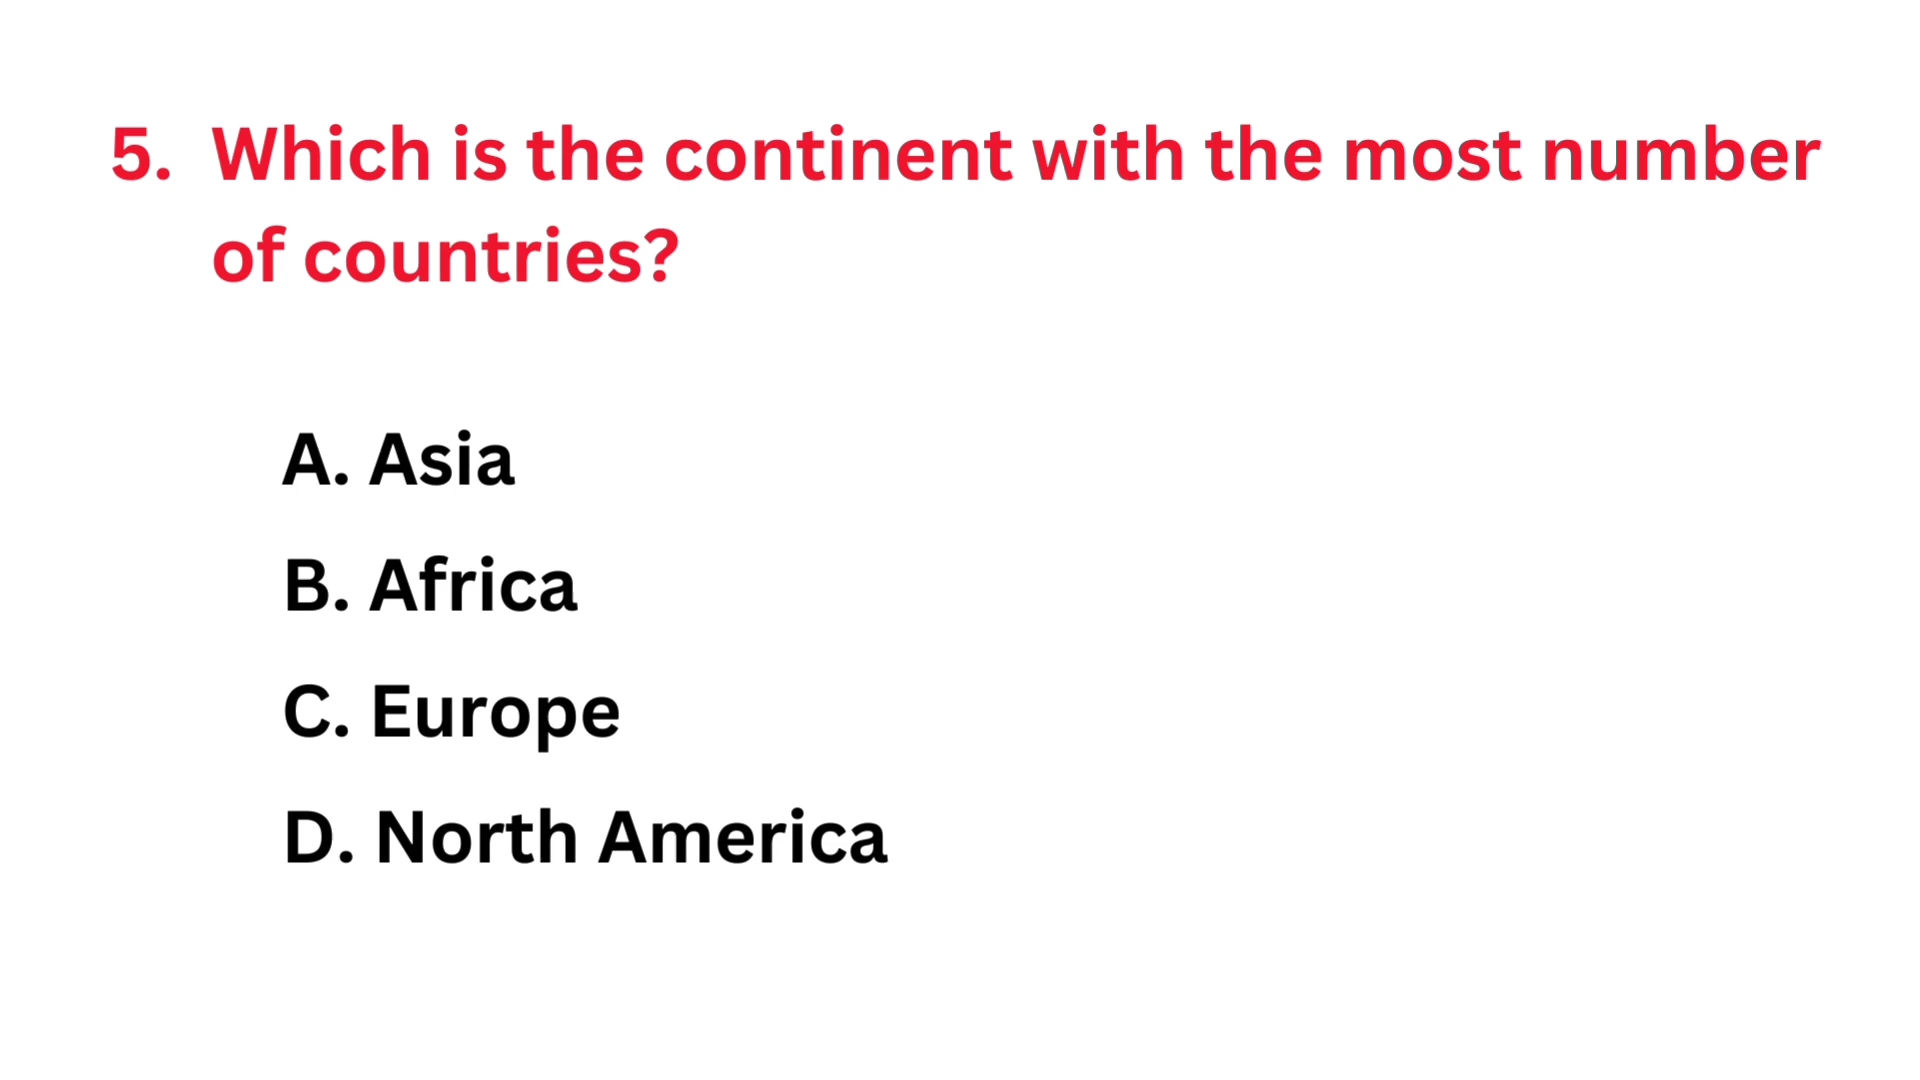 5. Which is the continent with the most number
of countries?
A. Asia
B. Africa
C. Europe
D. North America